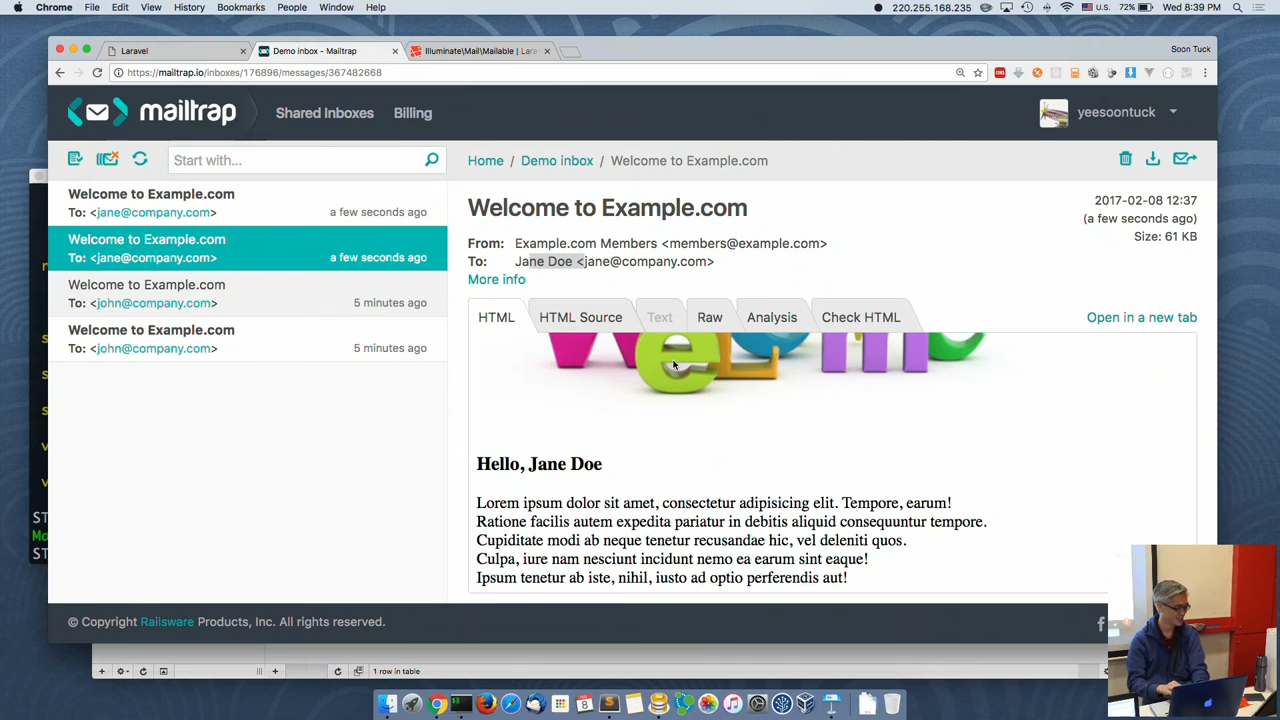 Chrome File Edit View History Bookmarks People Window Help 220.255.168.235 U.S. 72% Wed 8:39 PM
Laravel Demo inbox - Mailtrap Illuminate\Mail\Mailable | Lara Soon Tuck
https://mailtrap.io/inboxes/176896/messages/367482668
mailtrap Shared Inboxes Billing yeesoontuck
Start with...
Home / Demo inbox / Welcome to Example.com
Welcome to Example.com
To: <jane@company.com> a few seconds ago
Welcome to Example.com
To: <jane@company.com> a few seconds ago
Welcome to Example.com
To: <john@company.com> 5 minutes ago
Welcome to Example.com
To: <john@company.com> 5 minutes ago
Welcome to Example.com
2017-02-08 12:37
(a few seconds ago)
Size: 61 KB
From: Example.com Members <members@example.com>
To: Jane Doe <jane@company.com>
More info
HTML HTML Source Text Raw Analysis Check HTML Open in a new tab
Hello, Jane Doe
Lorem ipsum dolor sit amet, consectetur adipisicing elit. Tempore, earum!
Ratione facilis autem expedita pariatur in debitis aliquid consequuntur tempore.
Cupiditate modi ab neque tenetur recusandae hic, vel deleniti quos.
Culpa, iure nam nesciunt incidunt nemo ea earum sint eaque!
Ipsum tenetur ab iste, nihil, iusto ad optio perferendis aut!
© Copyright Railsware Products, Inc. All rights reserved.
1 row in table